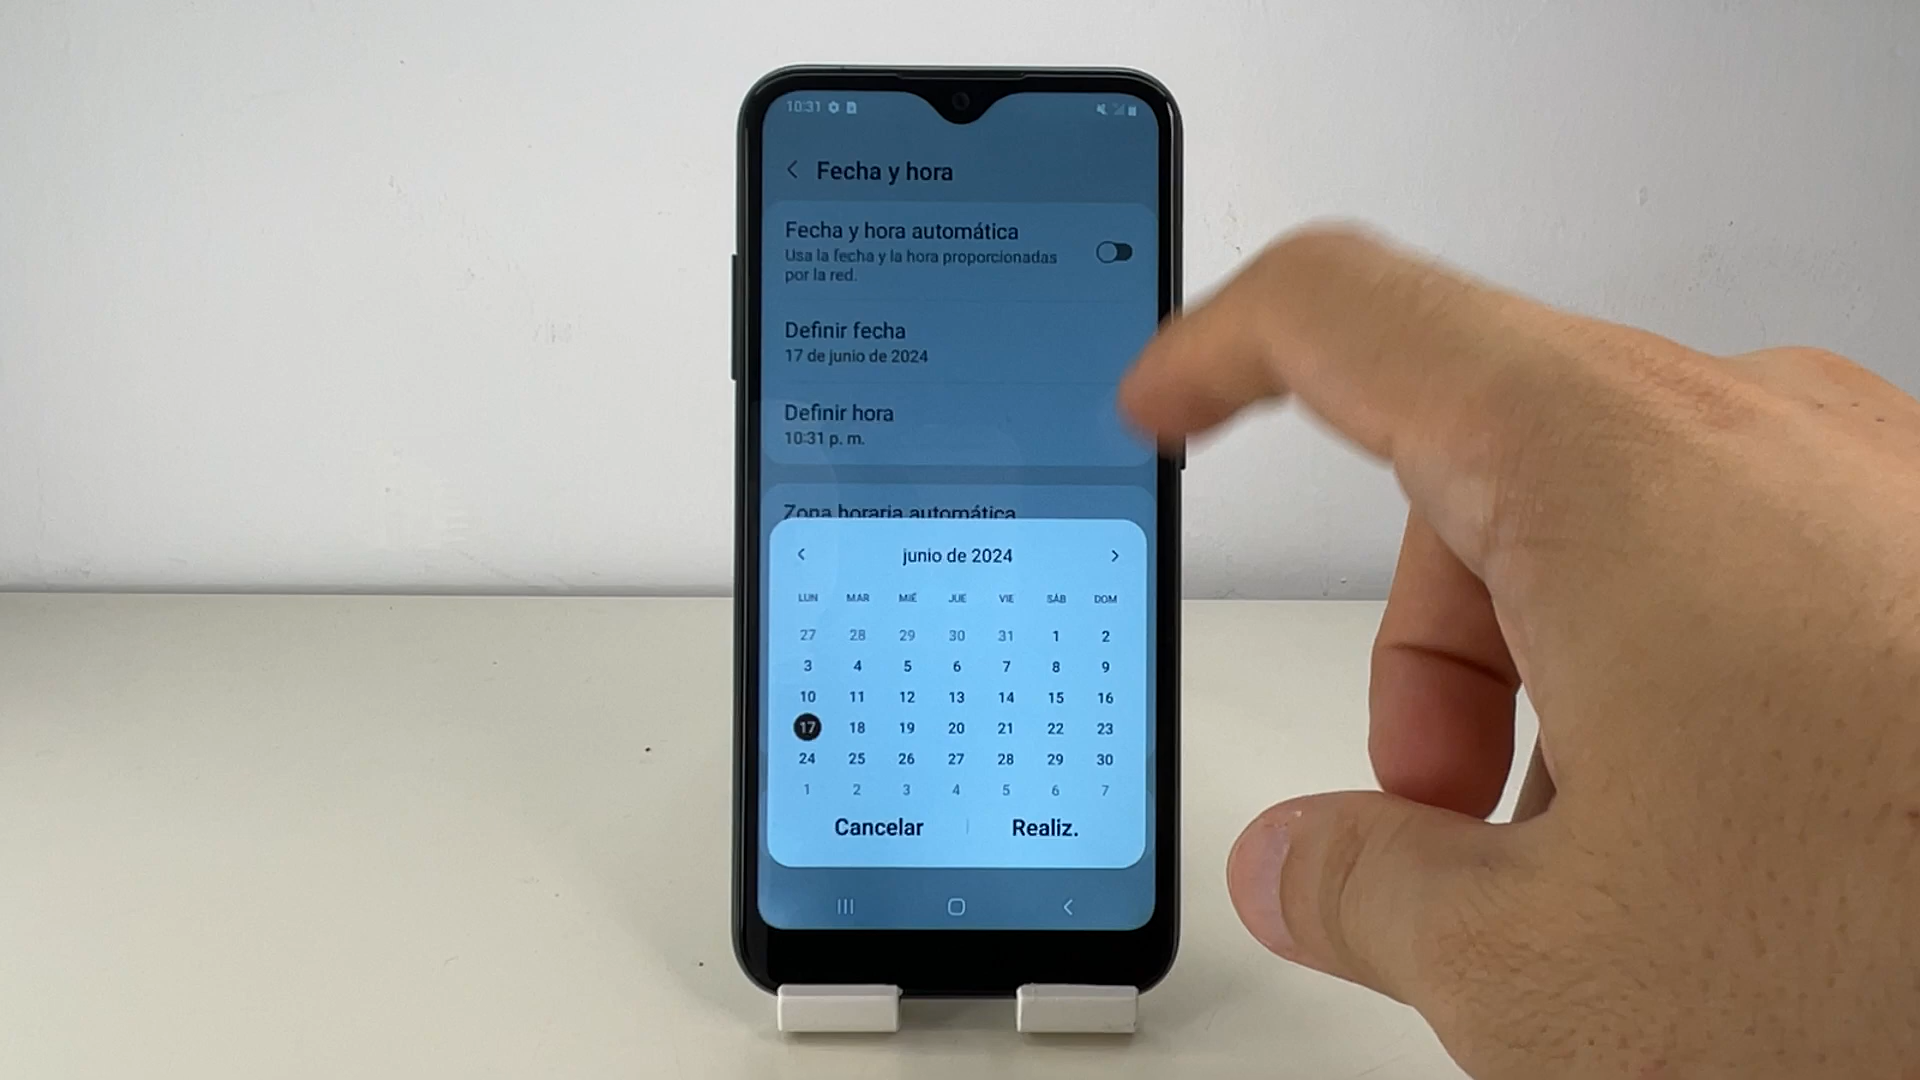 10:31
Fecha y hora
Fecha y hora automática
Usa la fecha y la hora proporcionadas
por la red.
Definir fecha
17 de junio de 2024
Definir hora
10:31 p. m.
Zona horaria automática
junio de 2024
LUN MAR MIÉ JUE VIE SÁB DOM
27 28 29 30 31 1 2
3 4 5 6 7 8 9
10 11 12 13 14 15 16
17 18 19 20 21 22 23
24 25 26 27 28 29 30
1 2 3 4 5 6 7
Cancelar Realiz.